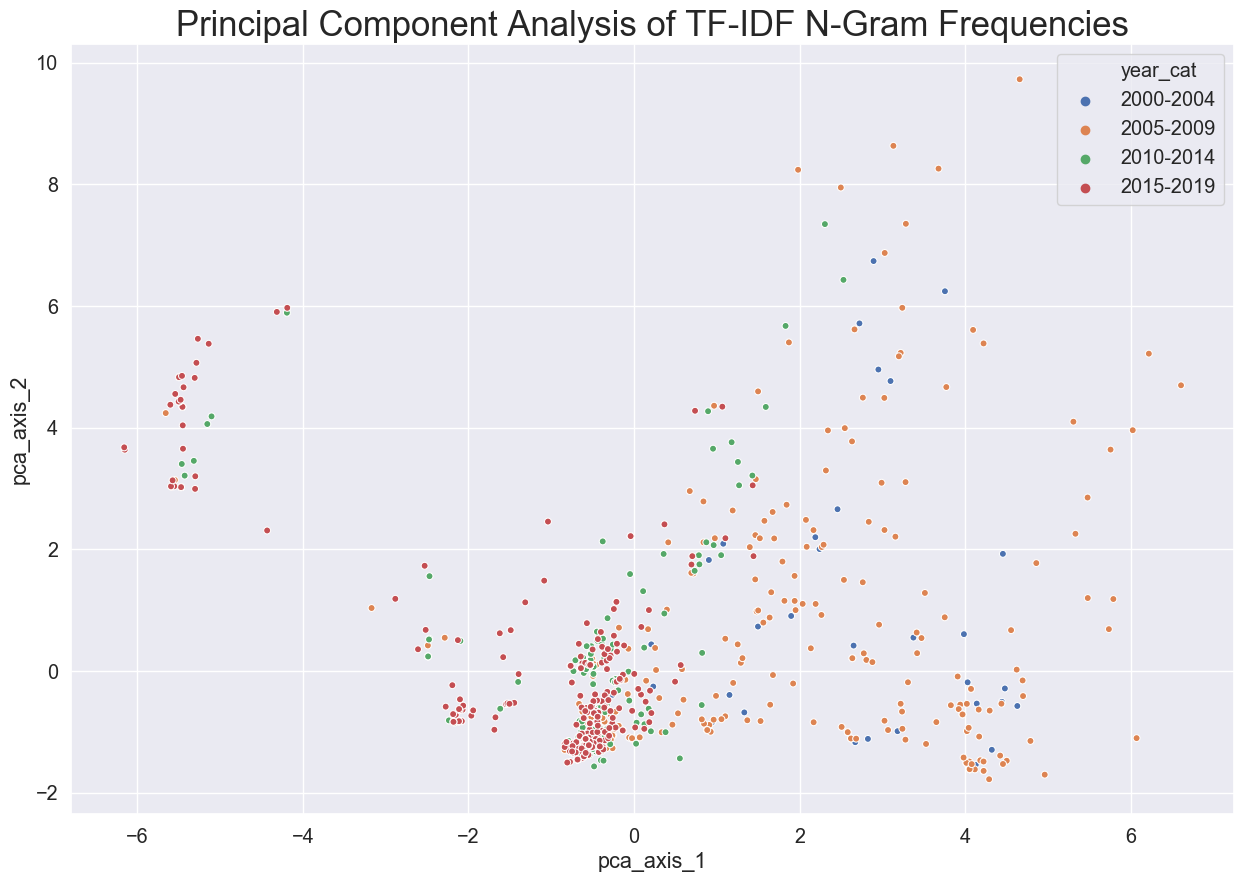 Principal Component Analysis of TF-IDF N-Gram Frequencies
year_cat
2000-2004
2005-2009
2010-2014
2015-2019
10
8
6
4
2
0
−2
pca_axis_2
−6 −4 −2 0 2 4 6
pca_axis_1